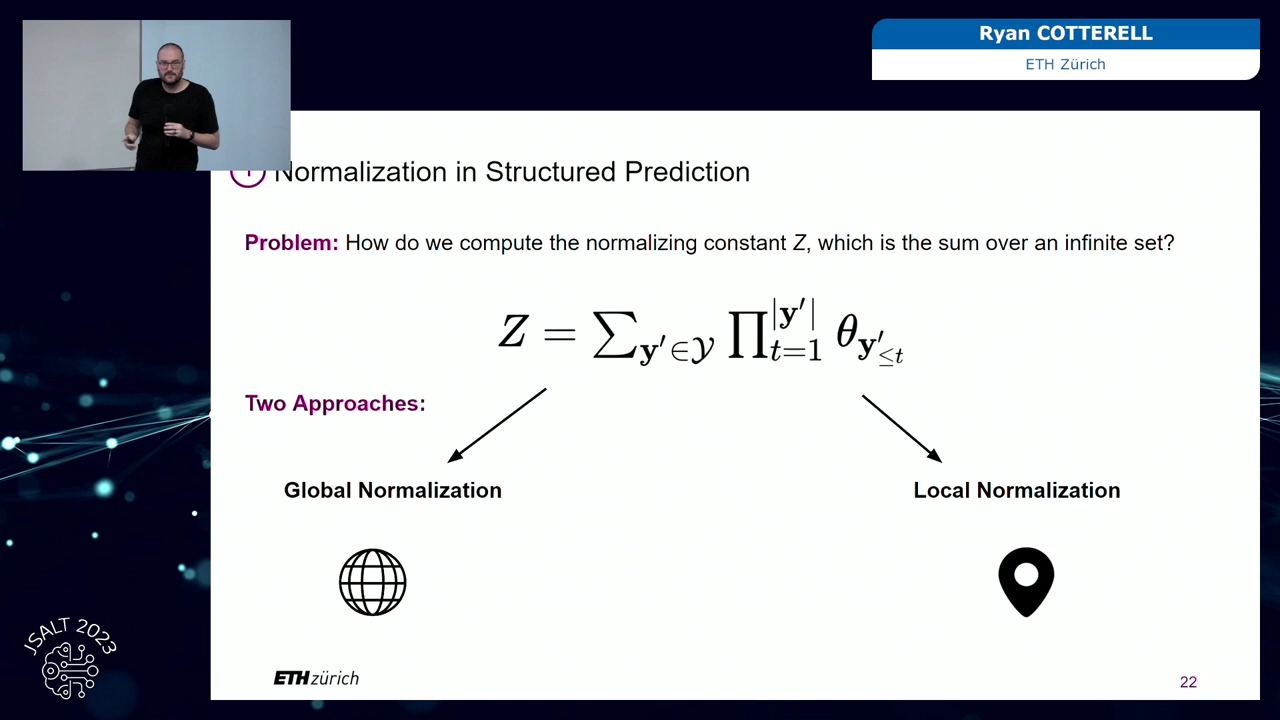 Ryan COTTERELL
ETH Zürich
Normalization in Structured Prediction
Problem: How do we compute the normalizing constant Z, which is the sum over an infinite set?
Z = ∑_{y′∈𝒴} ∏_{t=1}^{|y′|} θ_{y′_{≤t}}
Two Approaches:
Global Normalization
Local Normalization
JSALT 2023
ETH zürich
22